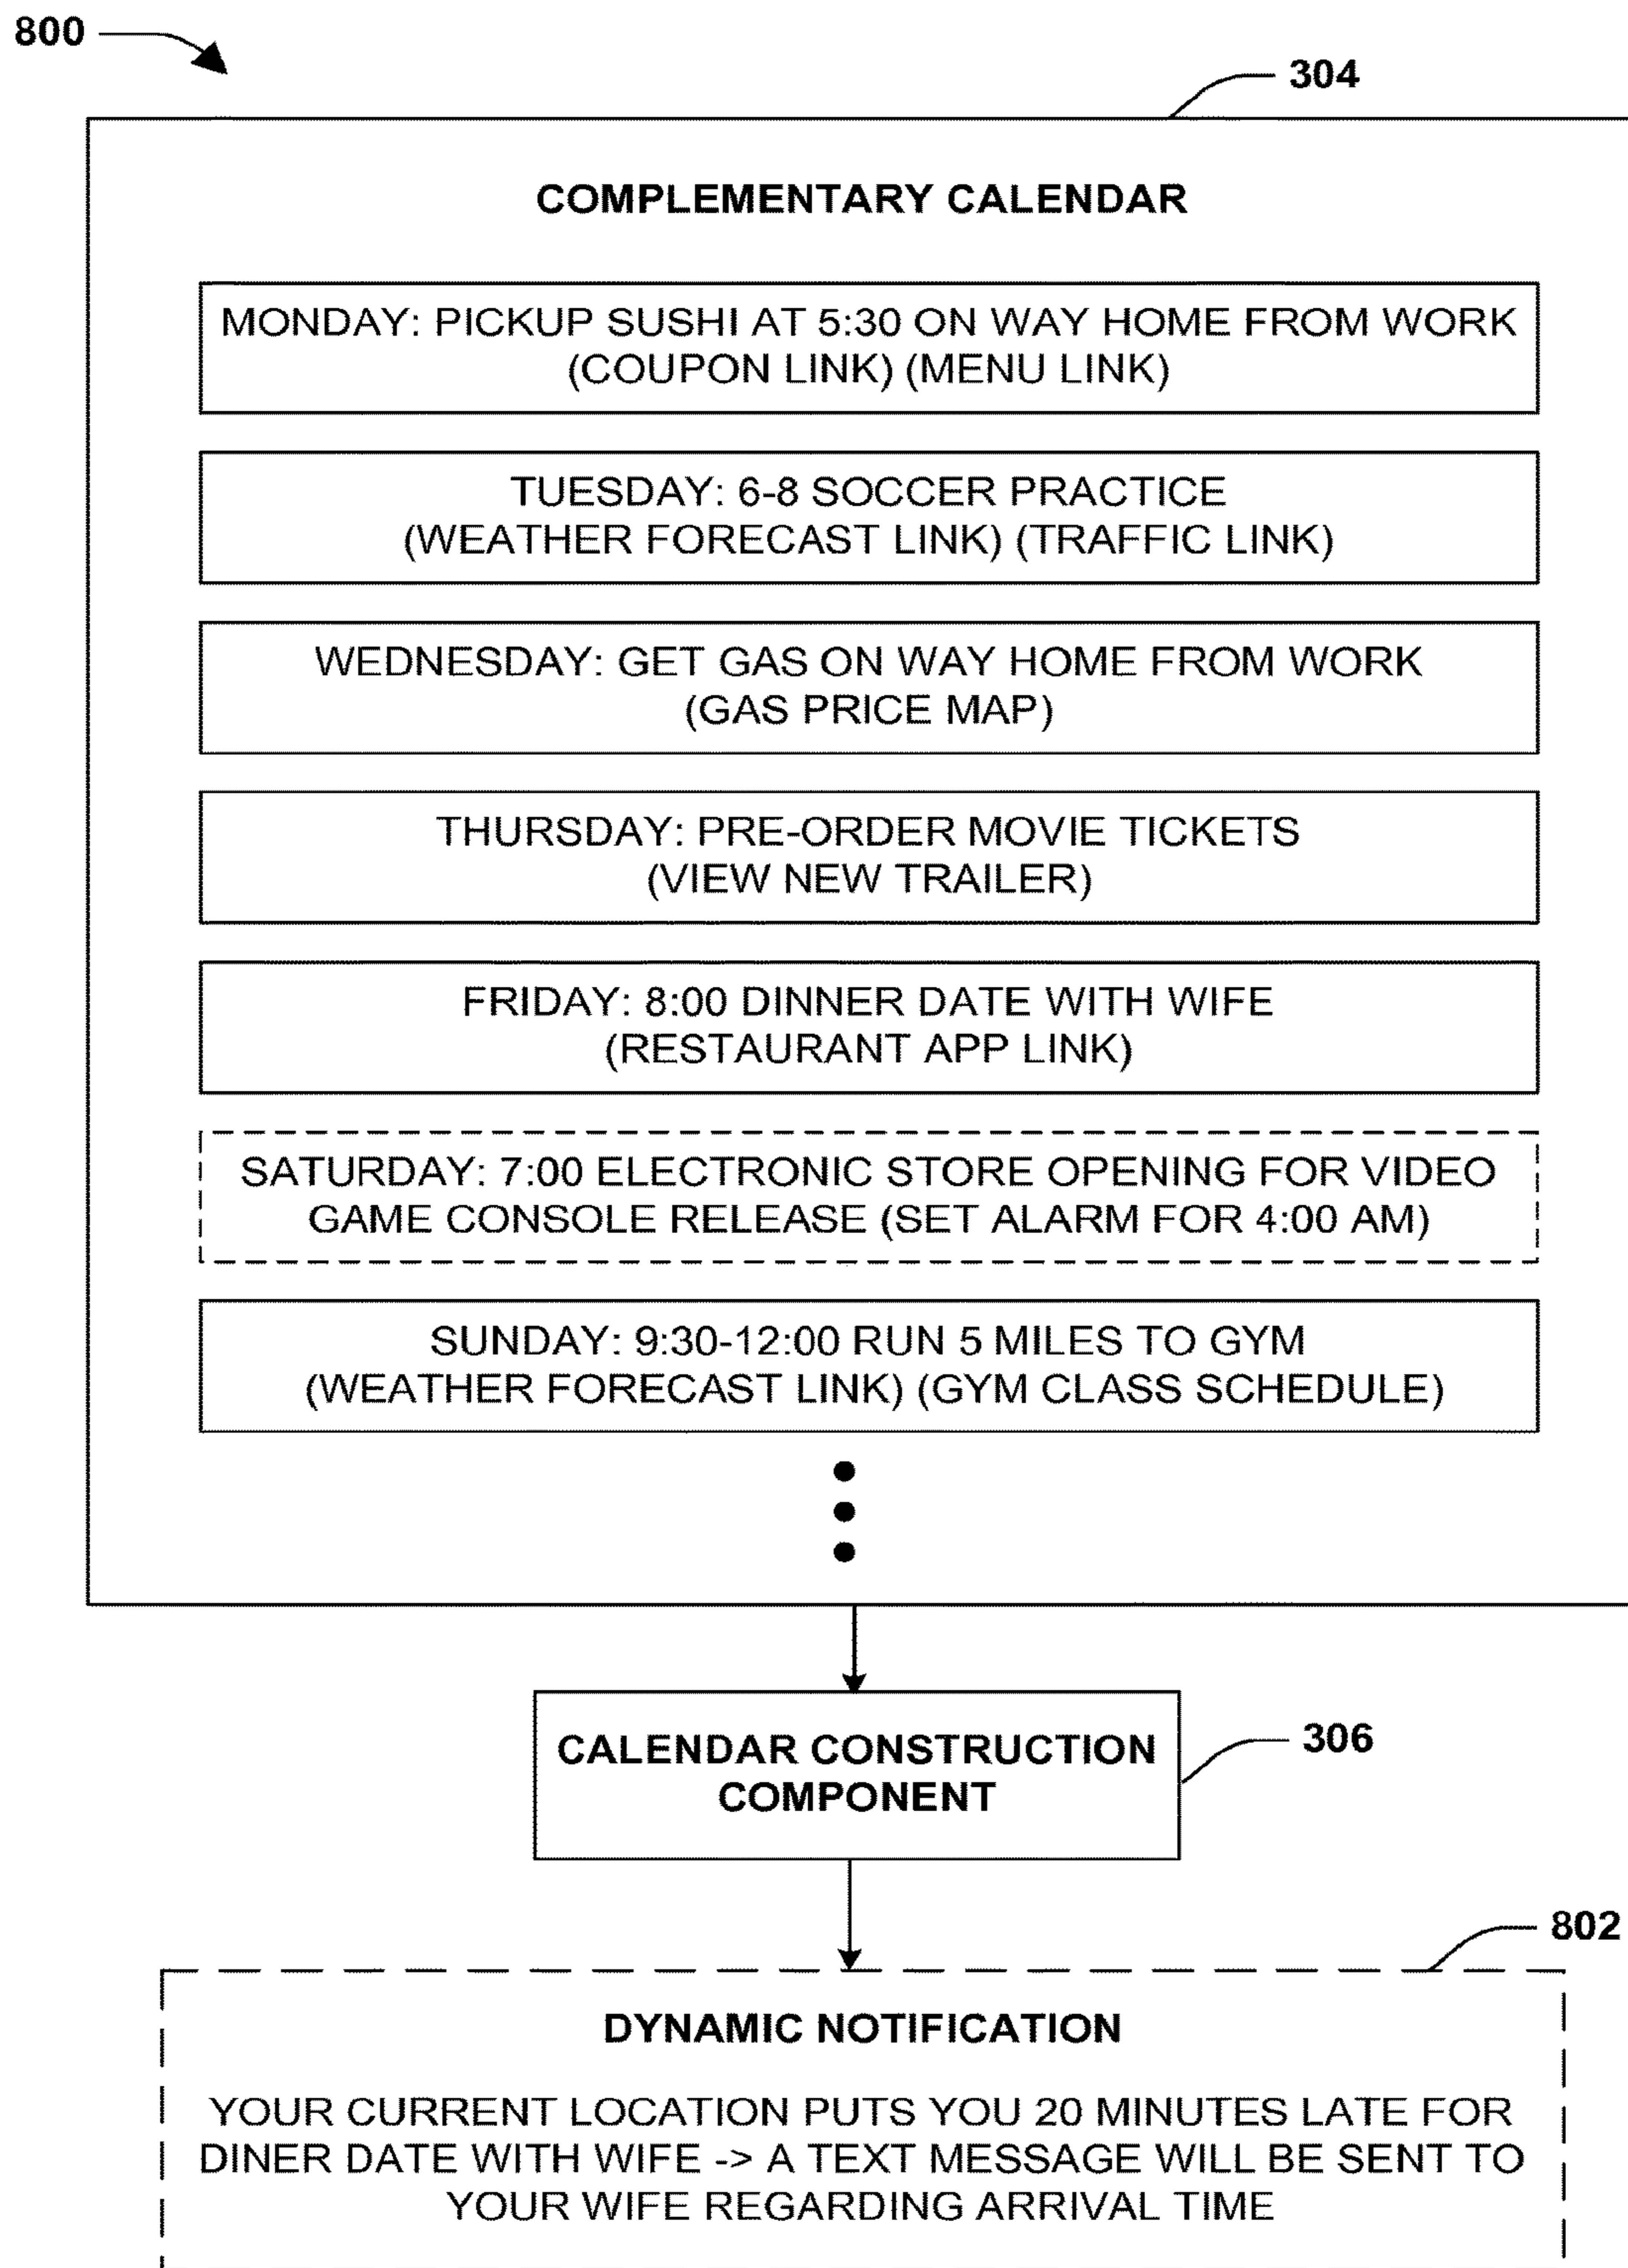 800
304
COMPLEMENTARY CALENDAR
MONDAY: PICKUP SUSHI AT 5:30 ON WAY HOME FROM WORK
(COUPON LINK) (MENU LINK)
TUESDAY: 6-8 SOCCER PRACTICE
(WEATHER FORECAST LINK) (TRAFFIC LINK)
WEDNESDAY: GET GAS ON WAY HOME FROM WORK
(GAS PRICE MAP)
THURSDAY: PRE-ORDER MOVIE TICKETS
(VIEW NEW TRAILER)
FRIDAY: 8:00 DINNER DATE WITH WIFE
(RESTAURANT APP LINK)
SATURDAY: 7:00 ELECTRONIC STORE OPENING FOR VIDEO
GAME CONSOLE RELEASE (SET ALARM FOR 4:00 AM)
SUNDAY: 9:30-12:00 RUN 5 MILES TO GYM
(WEATHER FORECAST LINK) (GYM CLASS SCHEDULE)
CALENDAR CONSTRUCTION
COMPONENT
306
802
DYNAMIC NOTIFICATION
YOUR CURRENT LOCATION PUTS YOU 20 MINUTES LATE FOR
DINER DATE WITH WIFE -> A TEXT MESSAGE WILL BE SENT TO
YOUR WIFE REGARDING ARRIVAL TIME